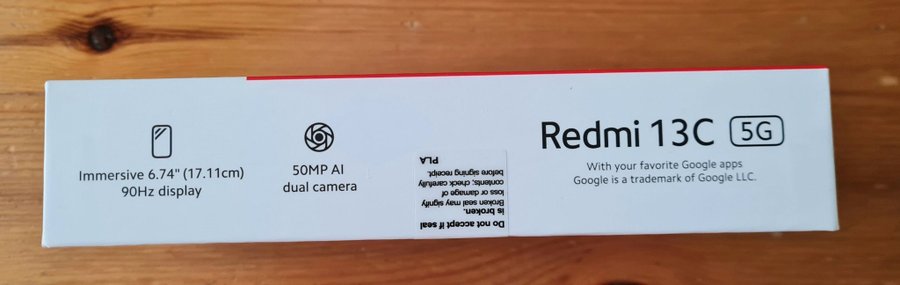 Immersive 6.74" (17.11cm)
90Hz display
50MP AI
dual camera
Do not accept if seal
is broken.
Broken seal may signify
loss or damage of
contents; check carefully
before signing receipt.
PLA
Redmi 13C 5G
With your favorite Google apps
Google is a trademark of Google LLC.